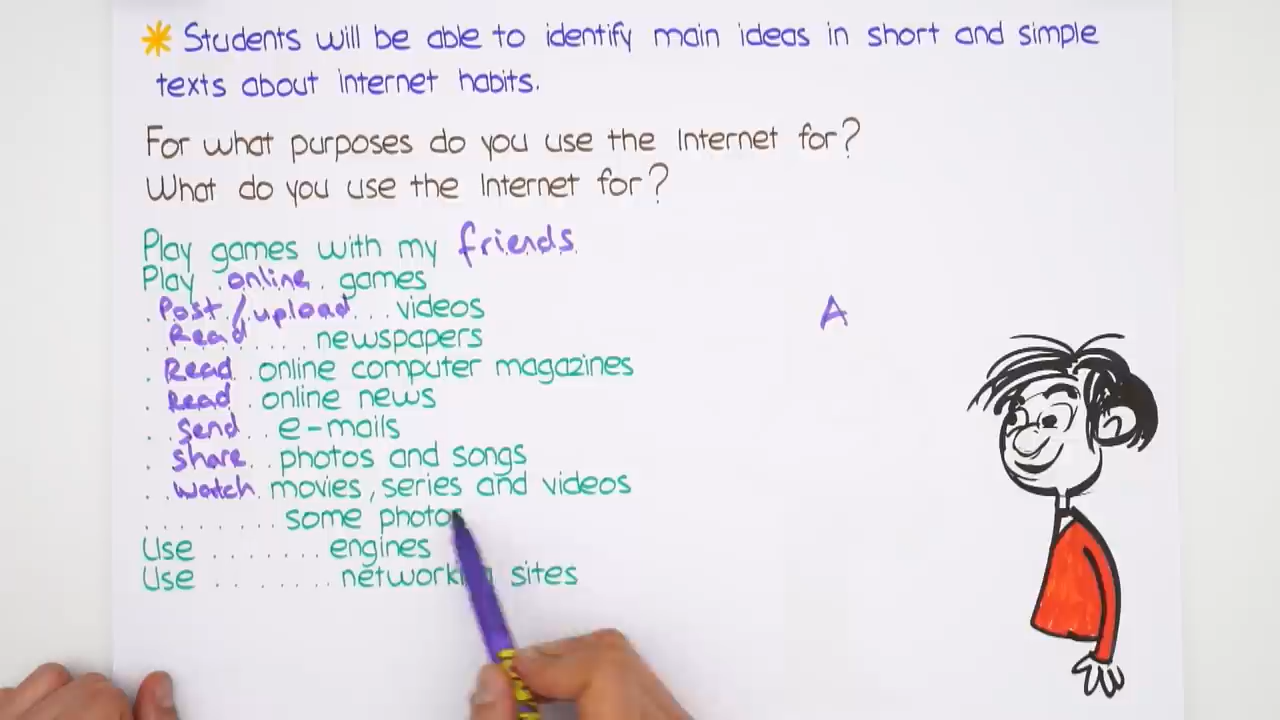 Students will be able to identify main ideas in short and simple
texts about internet habits.
For what purposes do you use the Internet for?
What do you use the Internet for?
Play games with my friends.
Play .online. games
. Post / upload... videos
. Read .... newspapers
. Read . online computer magazines
. Read . online news
. . Send . . e-mails
. share. . photos and songs
. . watch. movies, series and videos
. . . . . . . . . some photos
Use . . . . . . . engines
Use . . . . . . . . sites
A